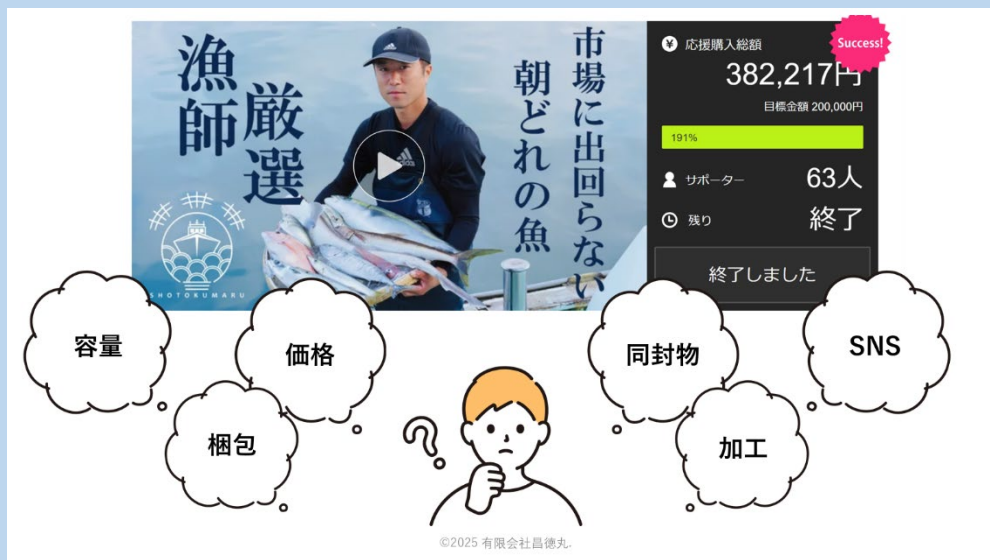 漁師
厳選
市場に出回らない
朝どれの魚
SHOTOKUMARU
adidas
応援購入総額
Success!
382,217円
目標金額 200,000円
191%
サポーター
63人
残り
終了
終了しました
容量
価格
同封物
SNS
梱包
加工
©2025 有限会社昌徳丸.